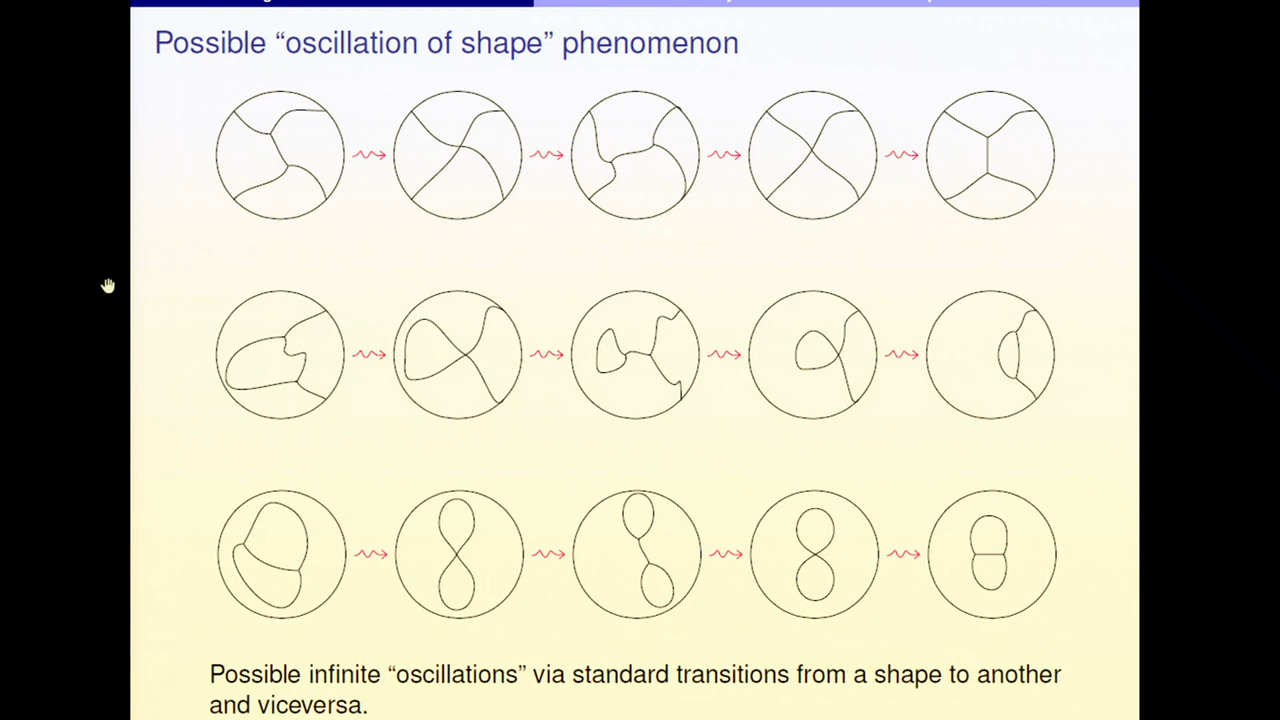 Possible “oscillation of shape” phenomenon
Possible infinite “oscillations” via standard transitions from a shape to another
and viceversa.